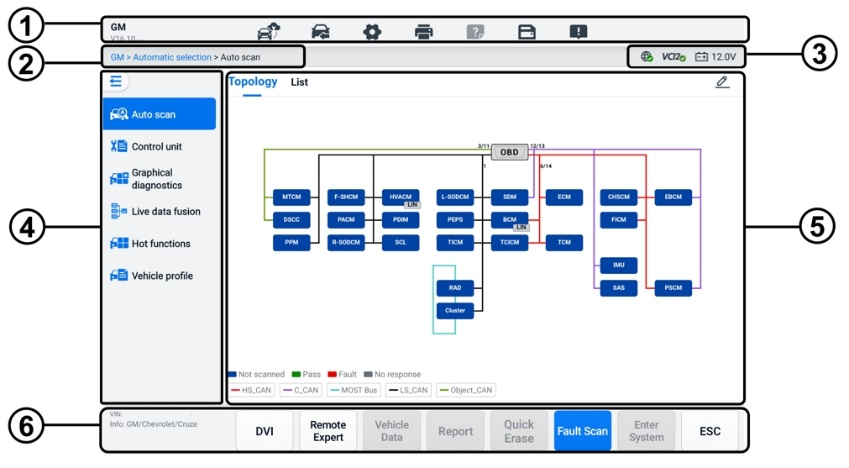 1
GM
V16.10
2
GM > Automatic selection > Auto scan
VCI2
12.0V
3
Topology List
Auto scan
Control unit
Graphical
diagnostics
Live data fusion
Hot functions
Vehicle profile
4
3/11 OBD 12/13
1 6/14
MTCM F-SHCM HVACM L-SODCM SDM ECM CHSCM EBCM
LIN
DSCC PACM PDIM PEPS BCM FICM
LIN
PPM R-SODCM SCL TICM TCICM TCM
IMU
RAD SAS PSCM
Cluster
5
Not scanned Pass Fault No response
HS_CAN C_CAN MOST Bus LS_CAN Object_CAN
6
VIN:
Info: GM/Chevrolet/Cruze
DVI
Remote
Expert
Vehicle
Data
Report
Quick
Erase
Fault Scan
Enter
System
ESC